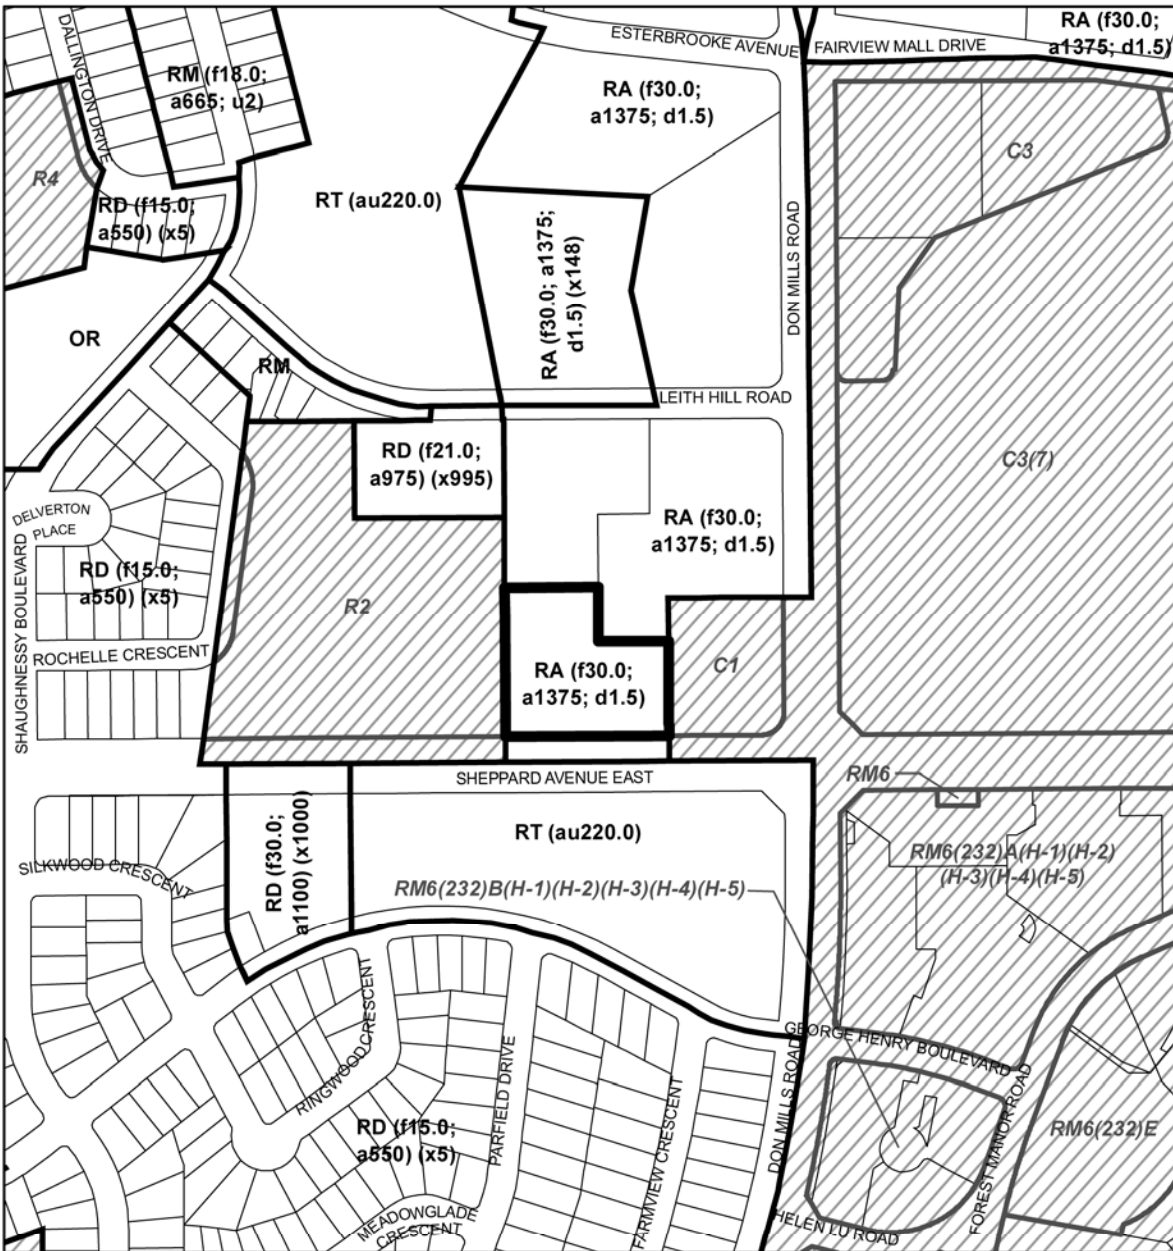 ESTERBROOKE AVENUE
FAIRVIEW MALL DRIVE
RA (f30.0;
a1375; d1.5)
DALLINGTON DRIVE
RM (f18.0;
a665; u2)
RA (f30.0;
a1375; d1.5)
C3
R4
RD (f15.0;
a550) (x5)
RT (au220.0)
RA (f30.0; a1375;
d1.5) (x148)
DON MILLS ROAD
OR
RM
LEITH HILL ROAD
RD (f21.0;
a975) (x995)
C3(7)
DELVERTON
PLACE
RA (f30.0;
a1375; d1.5)
SHAUGHNESSY BOULEVARD
RD (f15.0;
a550) (x5)
R2
ROCHELLE CRESCENT
RA (f30.0;
a1375; d1.5)
C1
SHEPPARD AVENUE EAST
RM6
RD (f30.0;
a1100) (x1000)
RT (au220.0)
SILKWOOD CRESCENT
RM6(232)B(H-1)(H-2)(H-3)(H-4)(H-5)
RM6(232)A(H-1)(H-2)
(H-3)(H-4)(H-5)
RINGWOOD CRESCENT
PARFIELD DRIVE
GEORGE HENRY BOULEVARD
DON MILLS ROAD
FARMVIEW CRESCENT
FOREST MANOR ROAD
RD (f15.0;
a550) (x5)
RM6(232)E
MEADOWGLADE
CRESCENT
HELEN LU ROAD